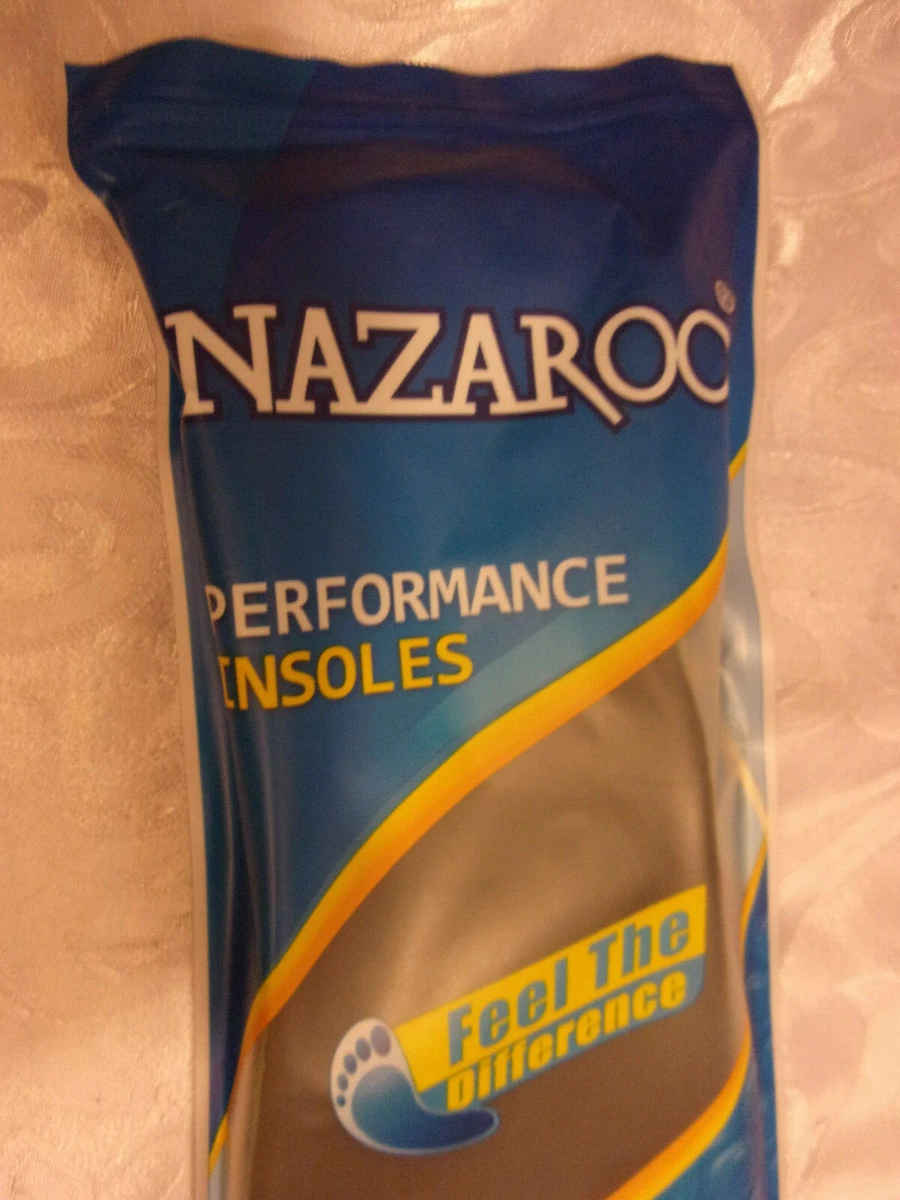 NAZAROO®
PERFORMANCE
INSOLES
Feel The
Difference